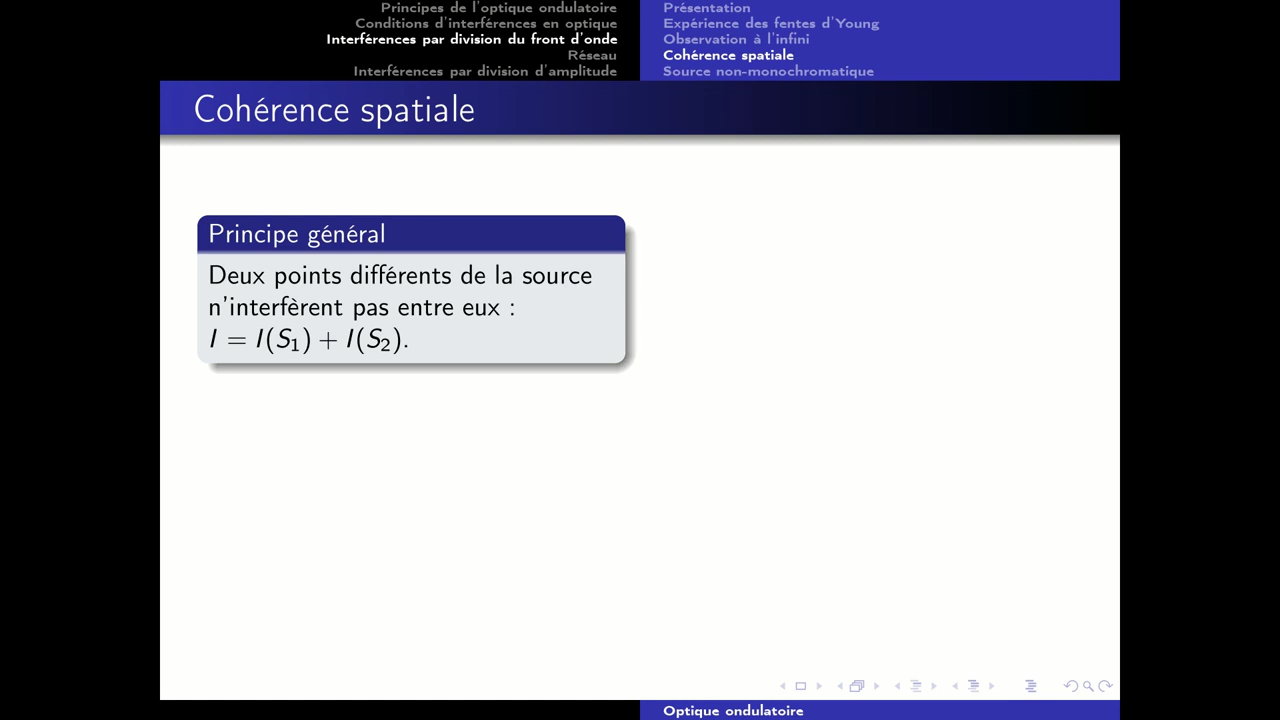 Principes de l'optique ondulatoire
Conditions d'interférences en optique
Interférences par division du front d'onde
Réseau
Interférences par division d'amplitude
Présentation
Expérience des fentes d'Young
Observation à l'infini
Cohérence spatiale
Source non-monochromatique
Cohérence spatiale
Principe général
Deux points différents de la source
n'interfèrent pas entre eux :
I = I(S₁) + I(S₂).
Optique ondulatoire